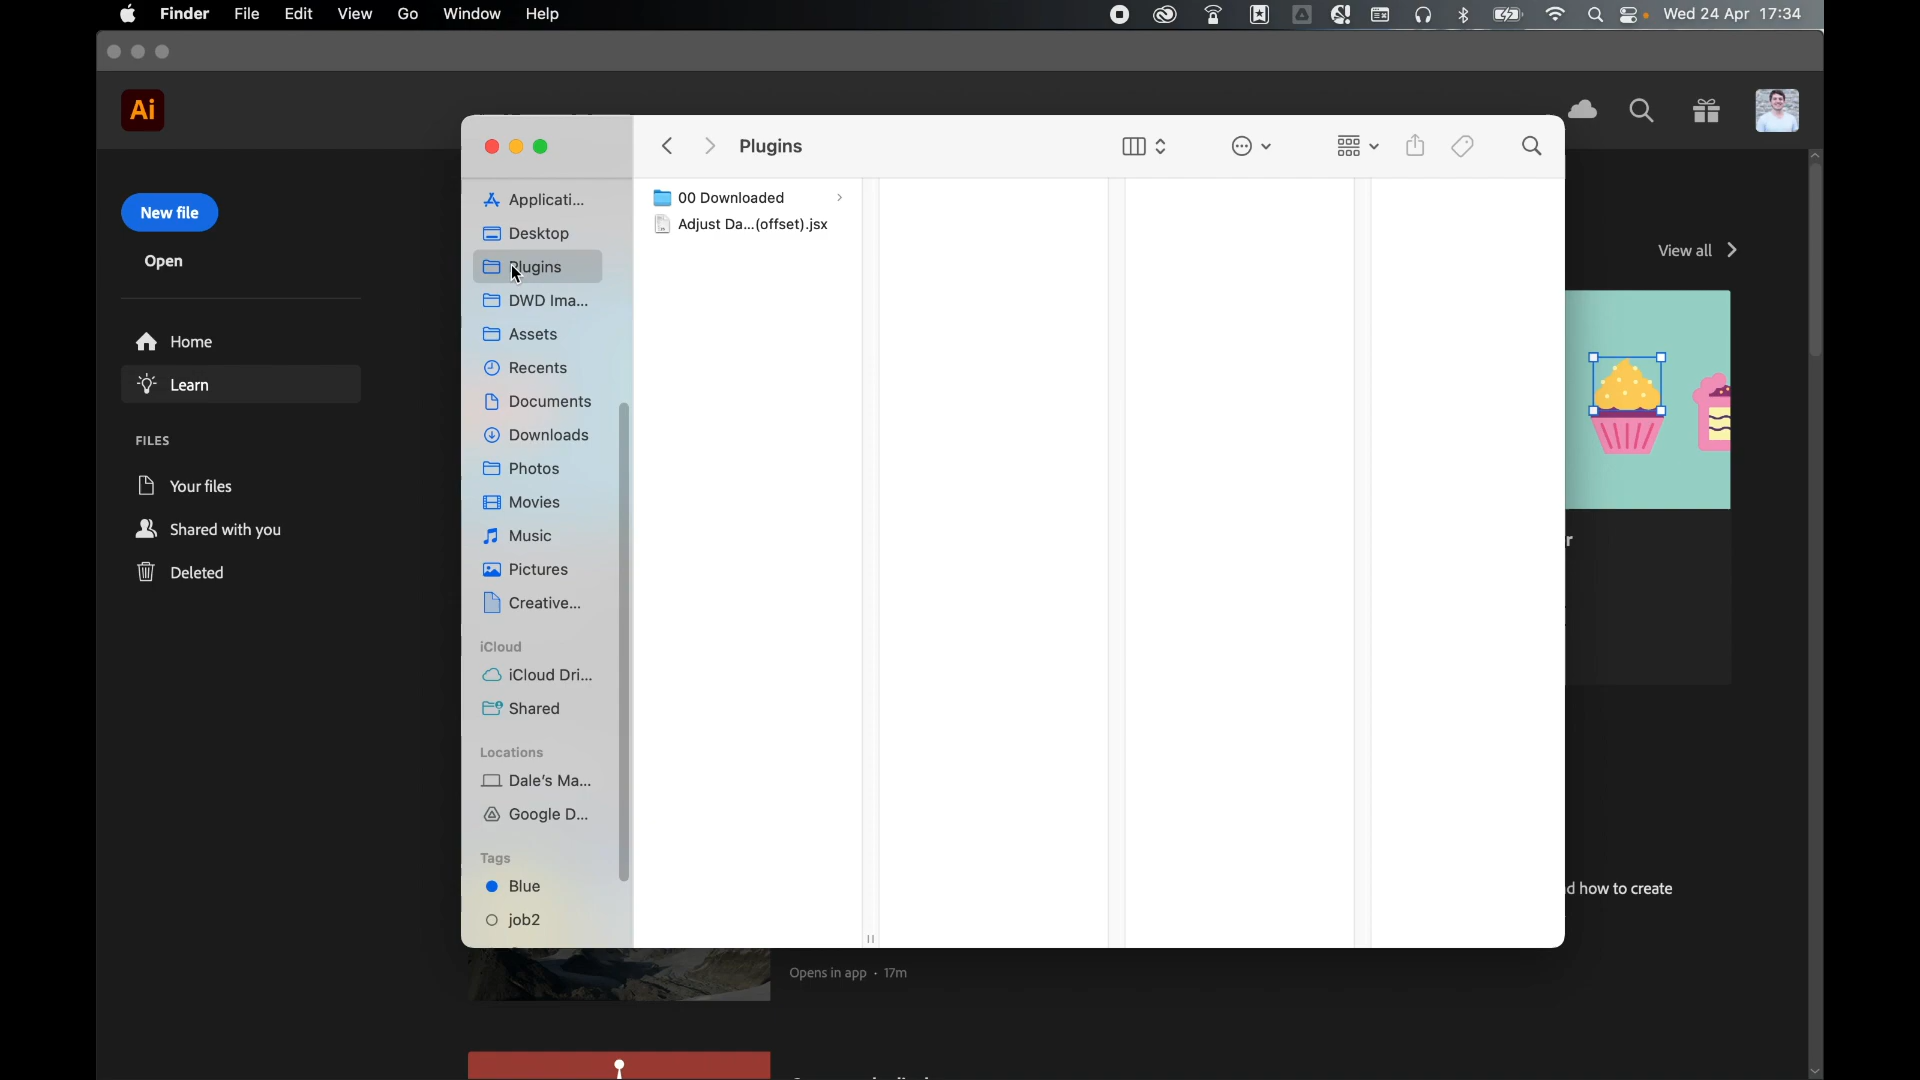 Finder File Edit View Go Window Help Wed 24 Apr 17:34
Ai
Plugins
New file
Open
Home
Learn
FILES
Your files
Shared with you
Deleted
Applicati...
Desktop
Plugins
DWD Ima...
Assets
Recents
Documents
Downloads
Photos
Movies
Music
Pictures
Creative...
iCloud
iCloud Dri...
Shared
Locations
Dale's Ma...
Google D...
Tags
Blue
job2
00 Downloaded
Adjust Da...(offset).jsx
View all
r
d how to create
Opens in app · 17m